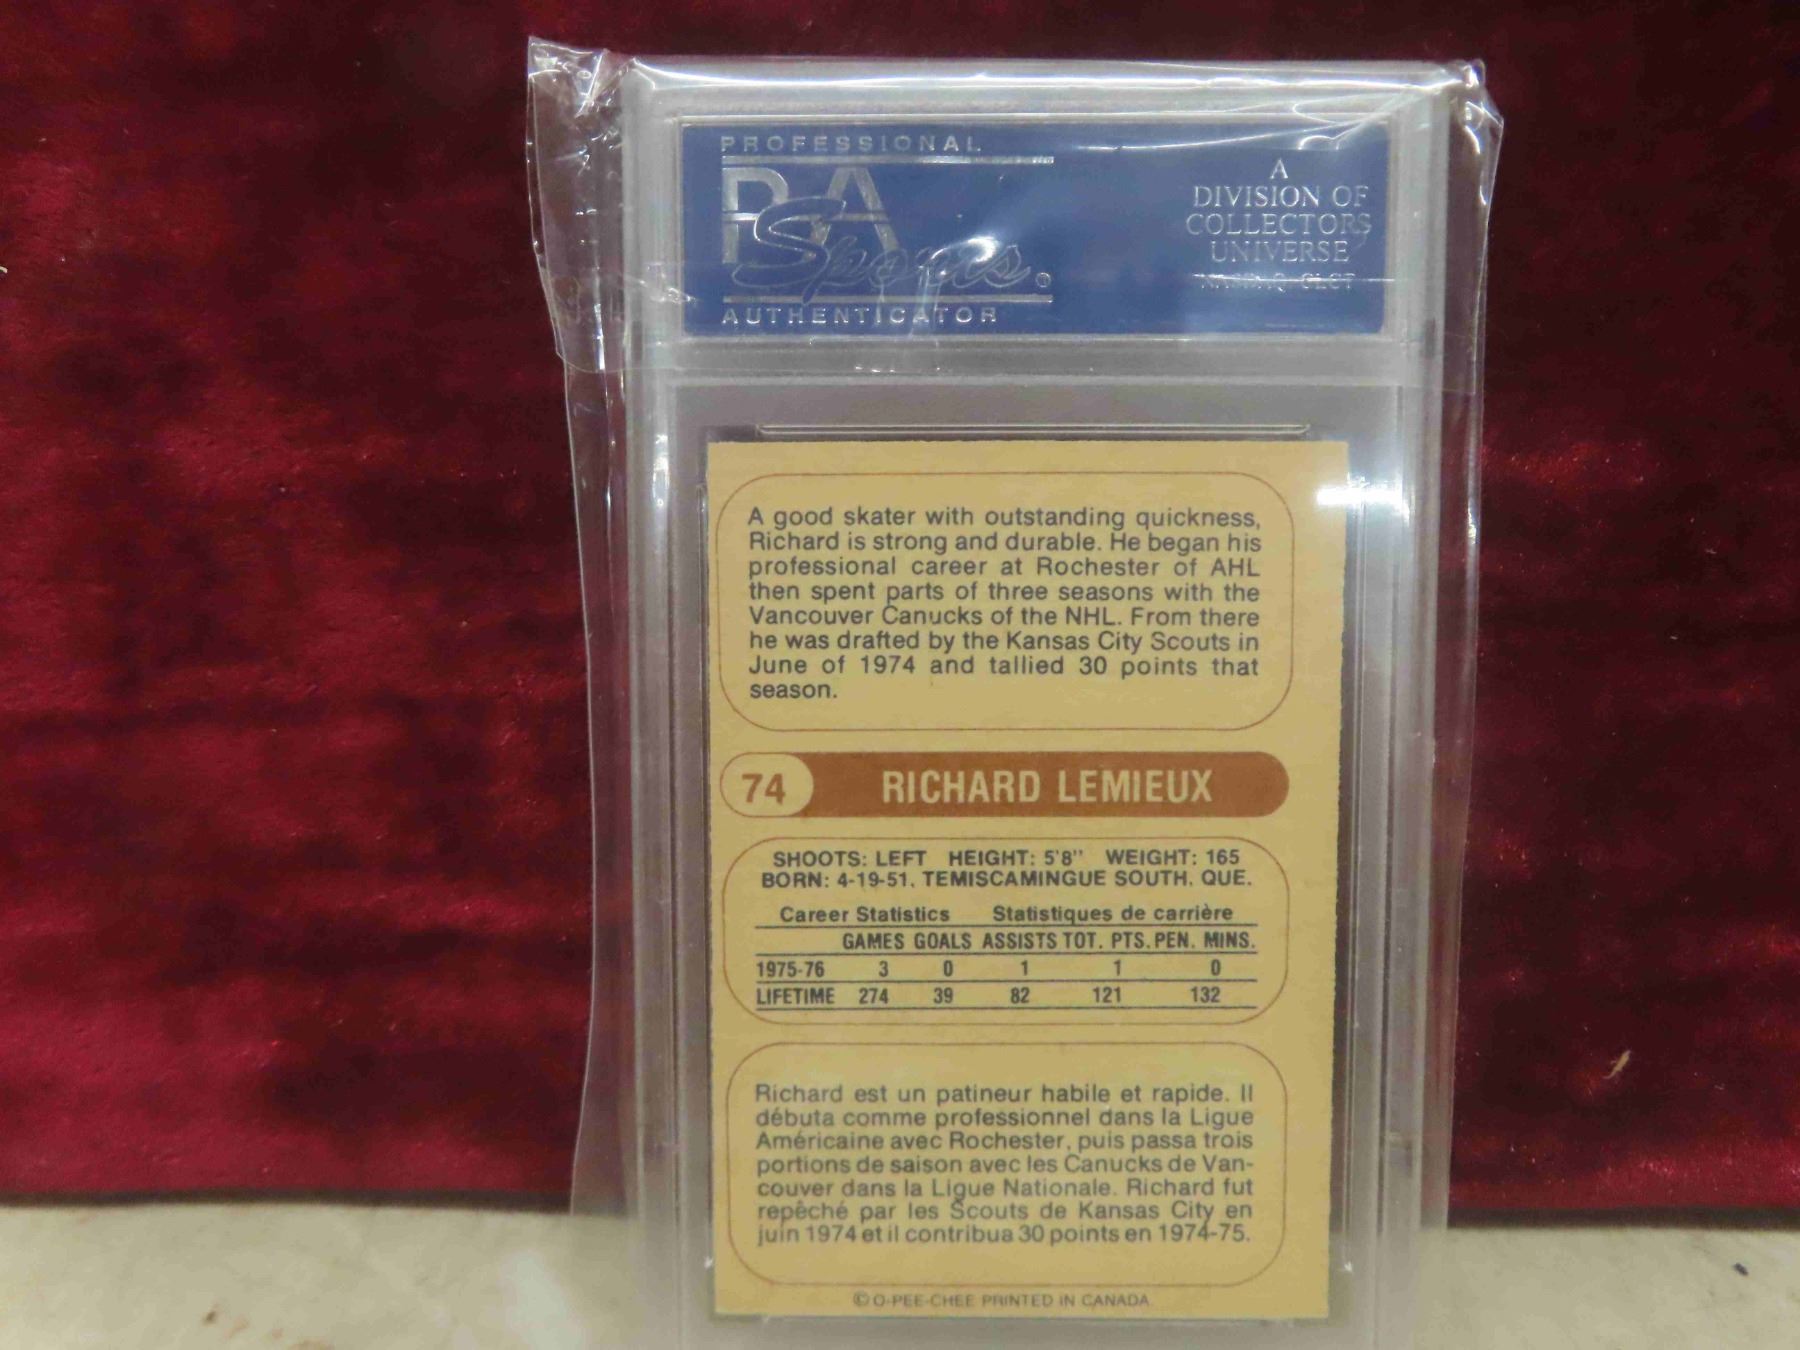 PROFESSIONAL
PSA
Sports
AUTHENTICATOR
A
DIVISION OF
COLLECTORS
UNIVERSE
NASDAQ: CLCT
A good skater with outstanding quickness,
Richard is strong and durable. He began his
professional career at Rochester of AHL
then spent parts of three seasons with the
Vancouver Canucks of the NHL. From there
he was drafted by the Kansas City Scouts in
June of 1974 and tallied 30 points that
season.
74 RICHARD LEMIEUX
SHOOTS: LEFT HEIGHT: 5'8" WEIGHT: 165
BORN: 4-19-51, TEMISCAMINGUE SOUTH, QUE.
Career Statistics Statistiques de carrière
GAMES GOALS ASSISTS TOT. PTS. PEN. MINS.
1975-76 3 0 1 1 0
LIFETIME 274 39 82 121 132
Richard est un patineur habile et rapide. Il
débuta comme professionnel dans la Ligue
Américaine avec Rochester, puis passa trois
portions de saison avec les Canucks de Van-
couver dans la Ligue Nationale. Richard fut
repêché par les Scouts de Kansas City en
juin 1974 et il contribua 30 points en 1974-75.
© O-PEE-CHEE PRINTED IN CANADA